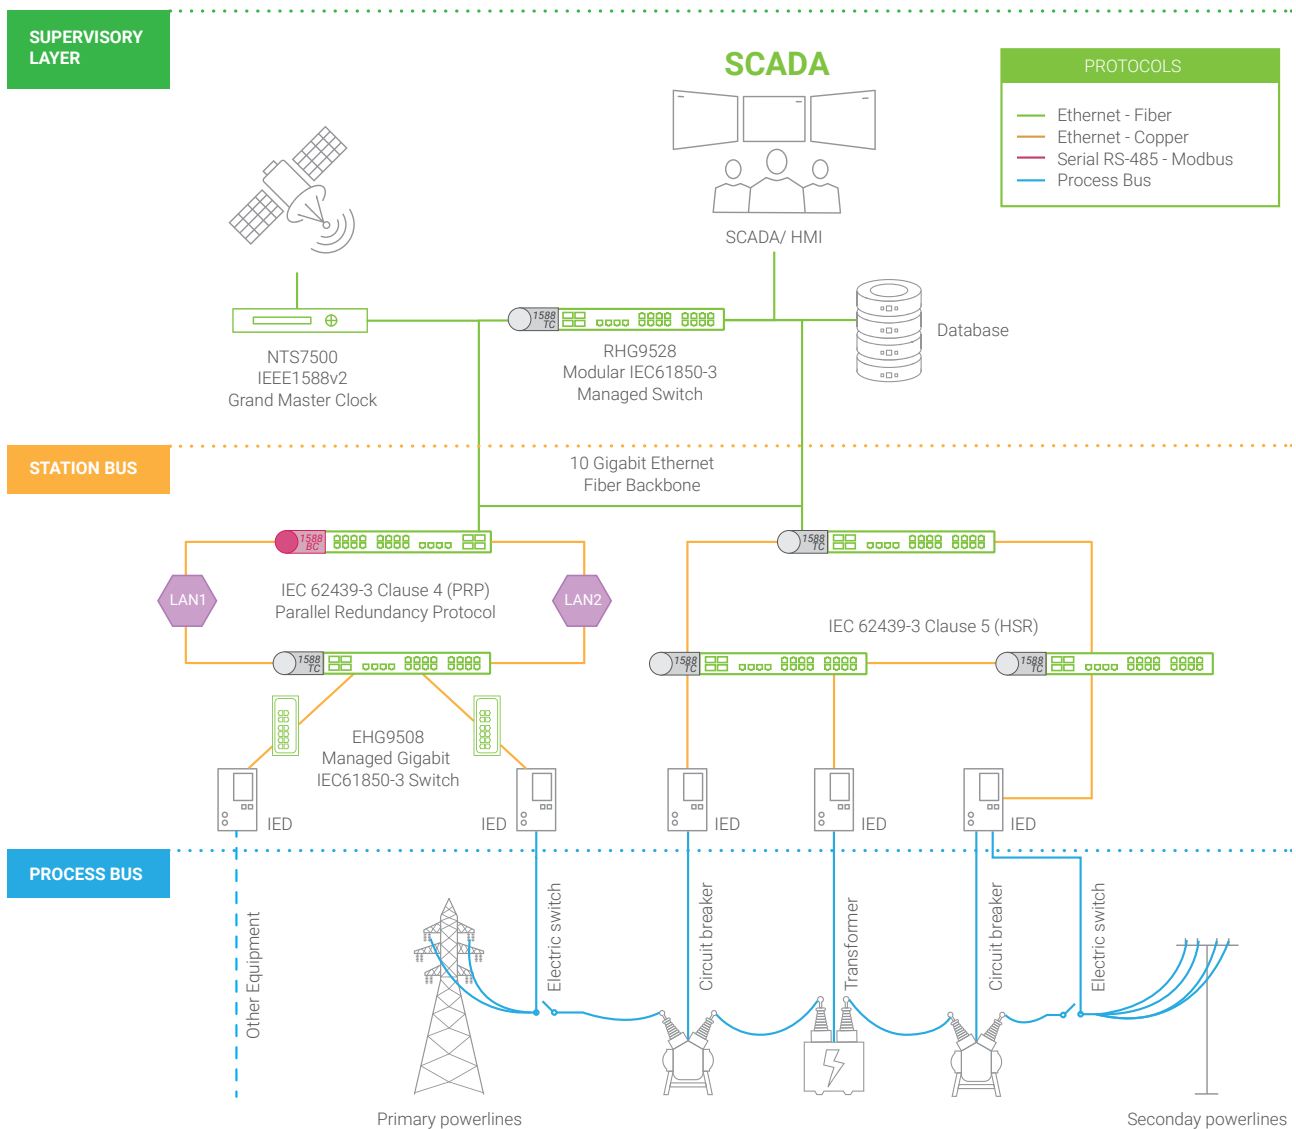 SUPERVISORY
LAYER
SCADA
SCADA/ HMI
PROTOCOLS
Ethernet - Fiber
Ethernet - Copper
Serial RS-485 - Modbus
Process Bus
NTS7500
IEEE1588v2
Grand Master Clock
1588
TC
RHG9528
Modular IEC61850-3
Managed Switch
Database
STATION BUS
10 Gigabit Ethernet
Fiber Backbone
1588
BC
1588
TC
LAN1
IEC 62439-3 Clause 4 (PRP)
Parallel Redundancy Protocol
LAN2
IEC 62439-3 Clause 5 (HSR)
1588
TC
1588
TC
1588
TC
EHG9508
Managed Gigabit
IEC61850-3 Switch
IED
IED
IED
IED
IED
PROCESS BUS
Other Equipment
Electric switch
Circuit breaker
Transformer
Circuit breaker
Electric switch
Primary powerlines
Seconday powerlines